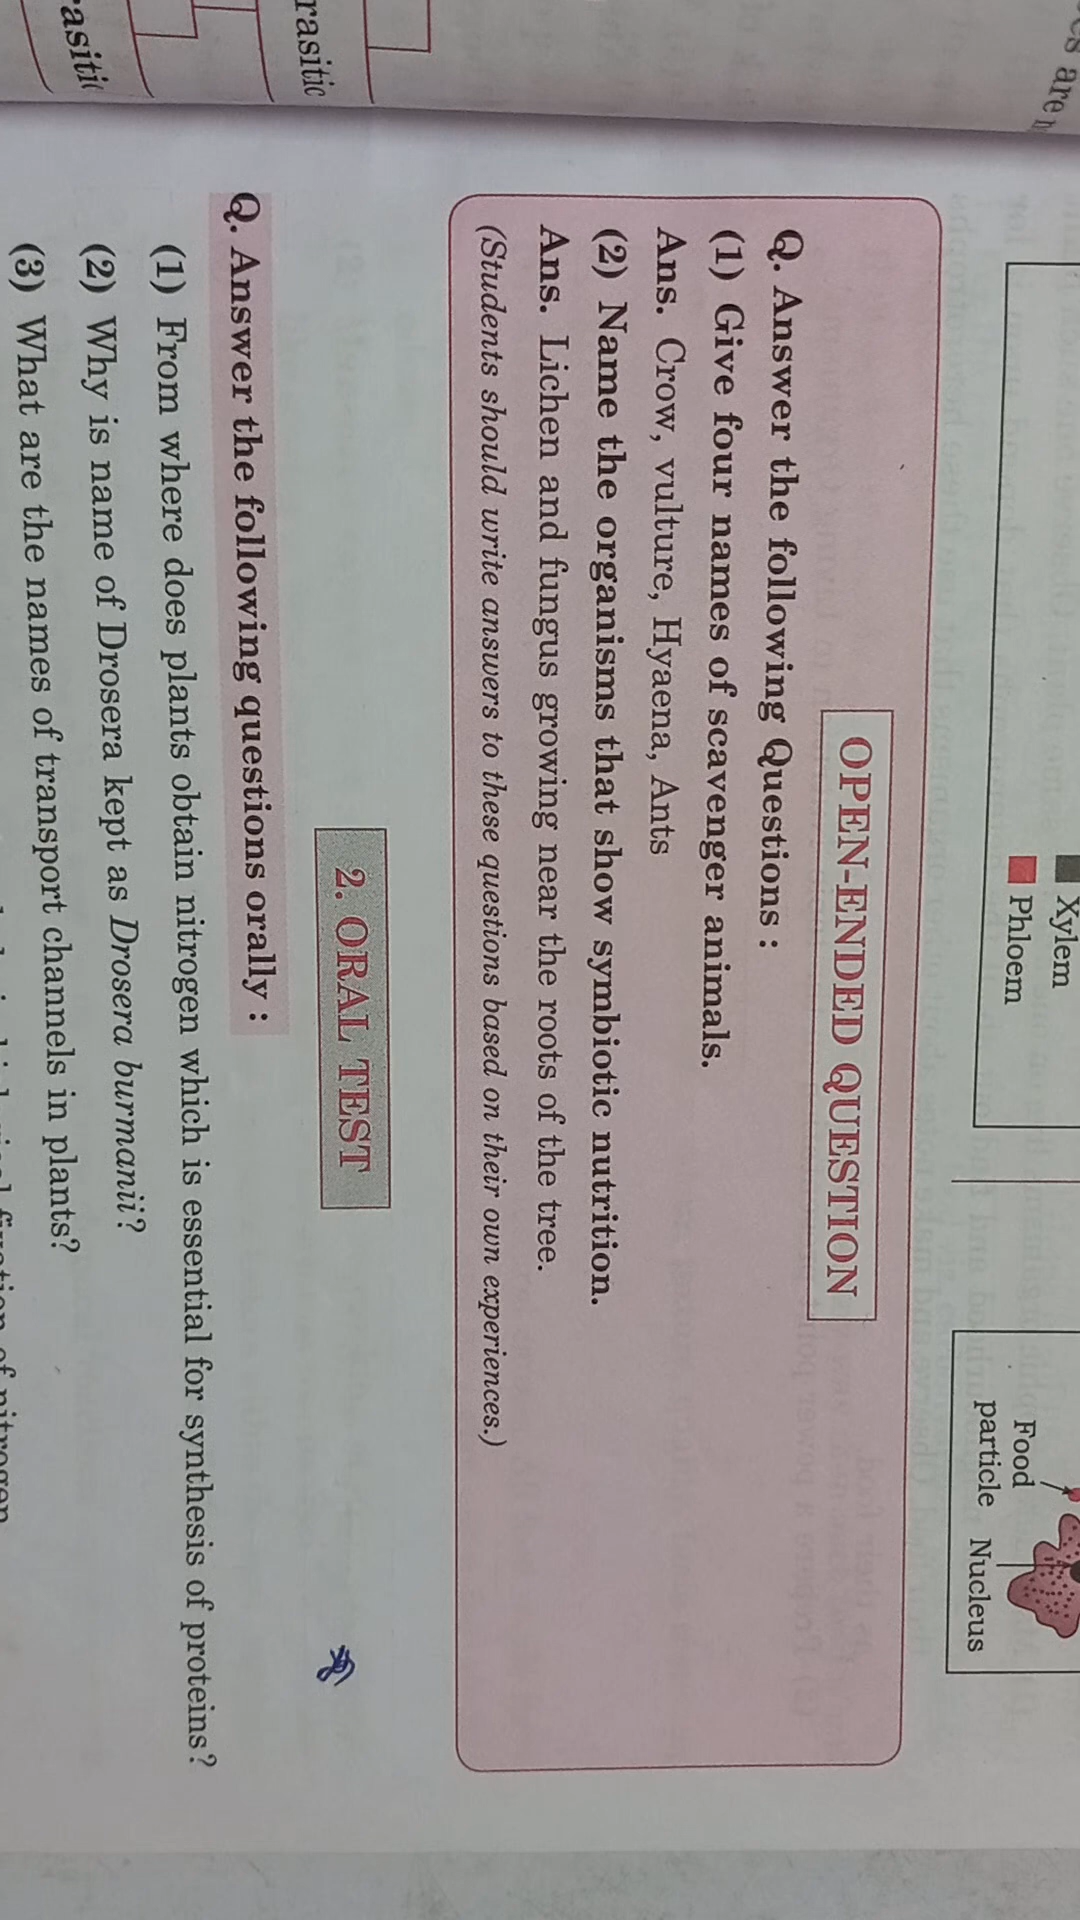 Xylem
Phloem
Food
particle Nucleus
OPEN-ENDED QUESTION
Q. Answer the following Questions :
(1) Give four names of scavenger animals.
Ans. Crow, vulture, Hyaena, Ants
(2) Name the organisms that show symbiotic nutrition.
Ans. Lichen and fungus growing near the roots of the tree.
(Students should write answers to these questions based on their own experiences.)
2. ORAL TEST
Q. Answer the following questions orally :
(1) From where does plants obtain nitrogen which is essential for synthesis of proteins?
(2) Why is name of Drosera kept as Drosera burmanii?
(3) What are the names of transport channels in plants?
of nitrogen